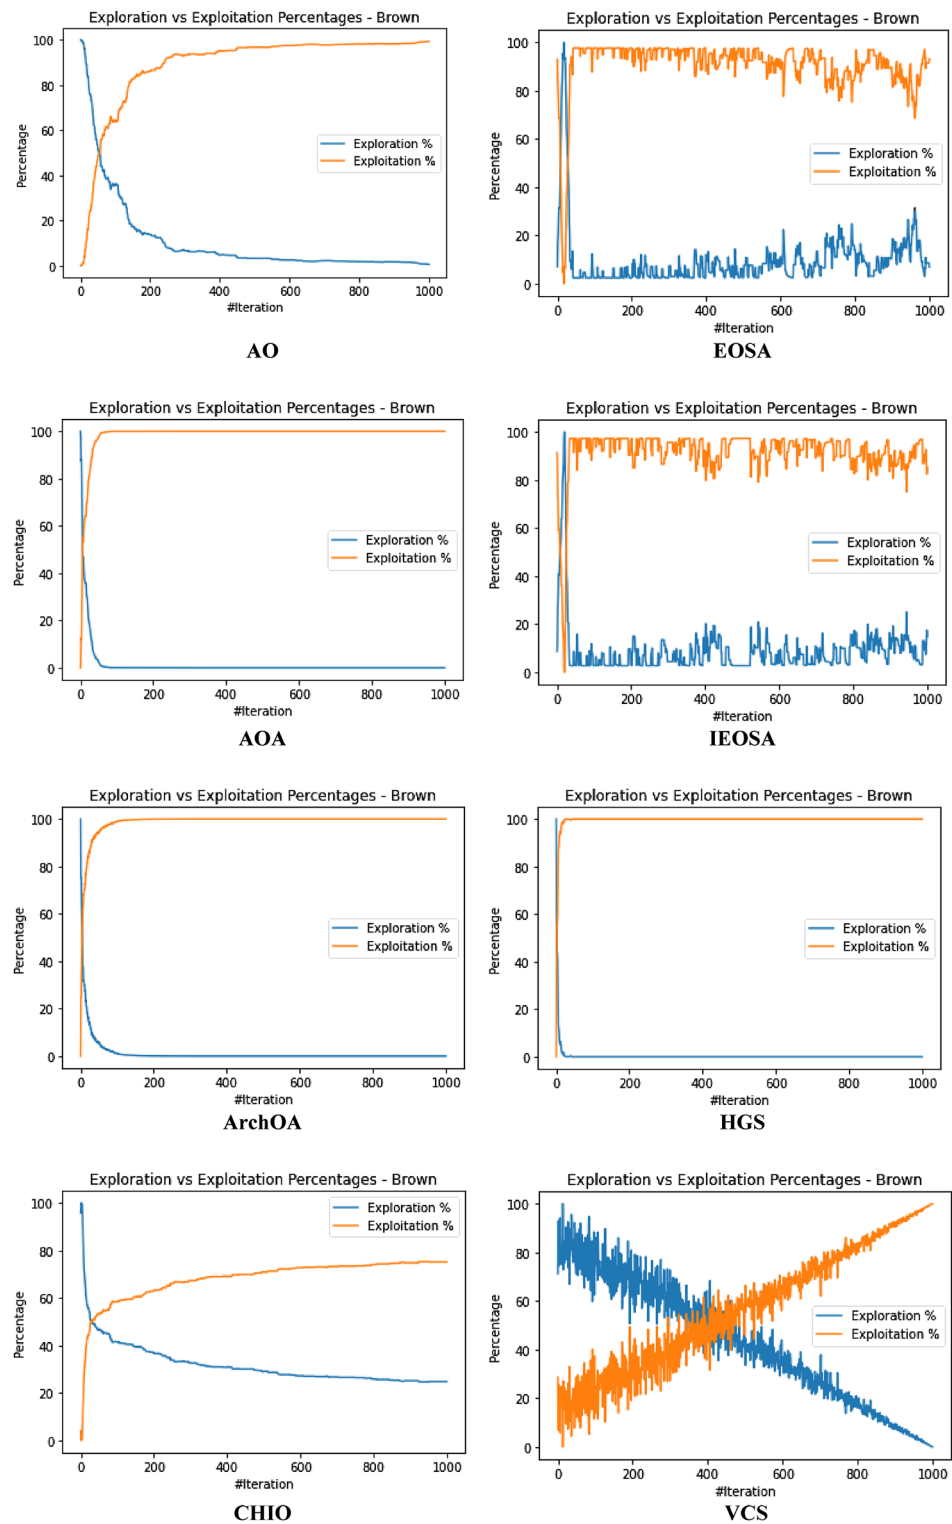 Exploration vs Exploitation Percentages - Brown
100
80
60
40
20
0
Percentage
Exploration %
Exploitation %
0 200 400 600 800 1000
#Iteration
AO
Exploration vs Exploitation Percentages - Brown
100
80
60
40
20
0
Percentage
Exploration %
Exploitation %
0 200 400 600 800 1000
#Iteration
EOSA
Exploration vs Exploitation Percentages - Brown
100
80
60
40
20
0
Percentage
Exploration %
Exploitation %
0 200 400 600 800 1000
#Iteration
AOA
Exploration vs Exploitation Percentages - Brown
100
80
60
40
20
0
Percentage
Exploration %
Exploitation %
0 200 400 600 800 1000
#Iteration
IEOSA
Exploration vs Exploitation Percentages - Brown
100
80
60
40
20
0
Percentage
Exploration %
Exploitation %
0 200 400 600 800 1000
#Iteration
ArchOA
Exploration vs Exploitation Percentages - Brown
100
80
60
40
20
0
Percentage
Exploration %
Exploitation %
0 200 400 600 800 1000
#Iteration
HGS
Exploration vs Exploitation Percentages - Brown
100
80
60
40
20
0
Percentage
Exploration %
Exploitation %
0 200 400 600 800 1000
#Iteration
CHIO
Exploration vs Exploitation Percentages - Brown
100
80
60
40
20
0
Percentage
Exploration %
Exploitation %
0 200 400 600 800 1000
#Iteration
VCS